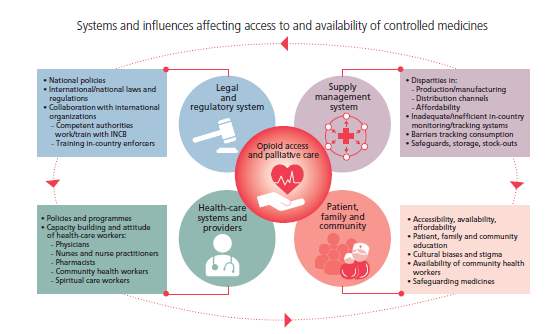 Systems and influences affecting access to and availability of controlled medicines
• National policies
• International/national laws and
regulations
• Collaboration with international
organizations
- Competent authorities
work/train with INCB
- Training in-country enforcers
Legal
and
regulatory system
Supply
management
system
• Disparities in:
- Production/manufacturing
- Distribution channels
- Affordability
• Inadequate/inefficient in-country
monitoring/tracking systems
• Barriers tracking consumption
• Safeguards, storage, stock-outs
Opioid access
and palliative care
• Policies and programmes
• Capacity building and attitude
of health-care workers:
- Physicians
- Nurses and nurse practitioners
- Pharmacists
- Community health workers
- Spiritual care workers
Health-care
systems and
providers
Patient,
family and
community
• Accessibility, availability,
affordability
• Patient, family and community
education
• Cultural biases and stigma
• Availability of community health
workers
• Safeguarding medicines